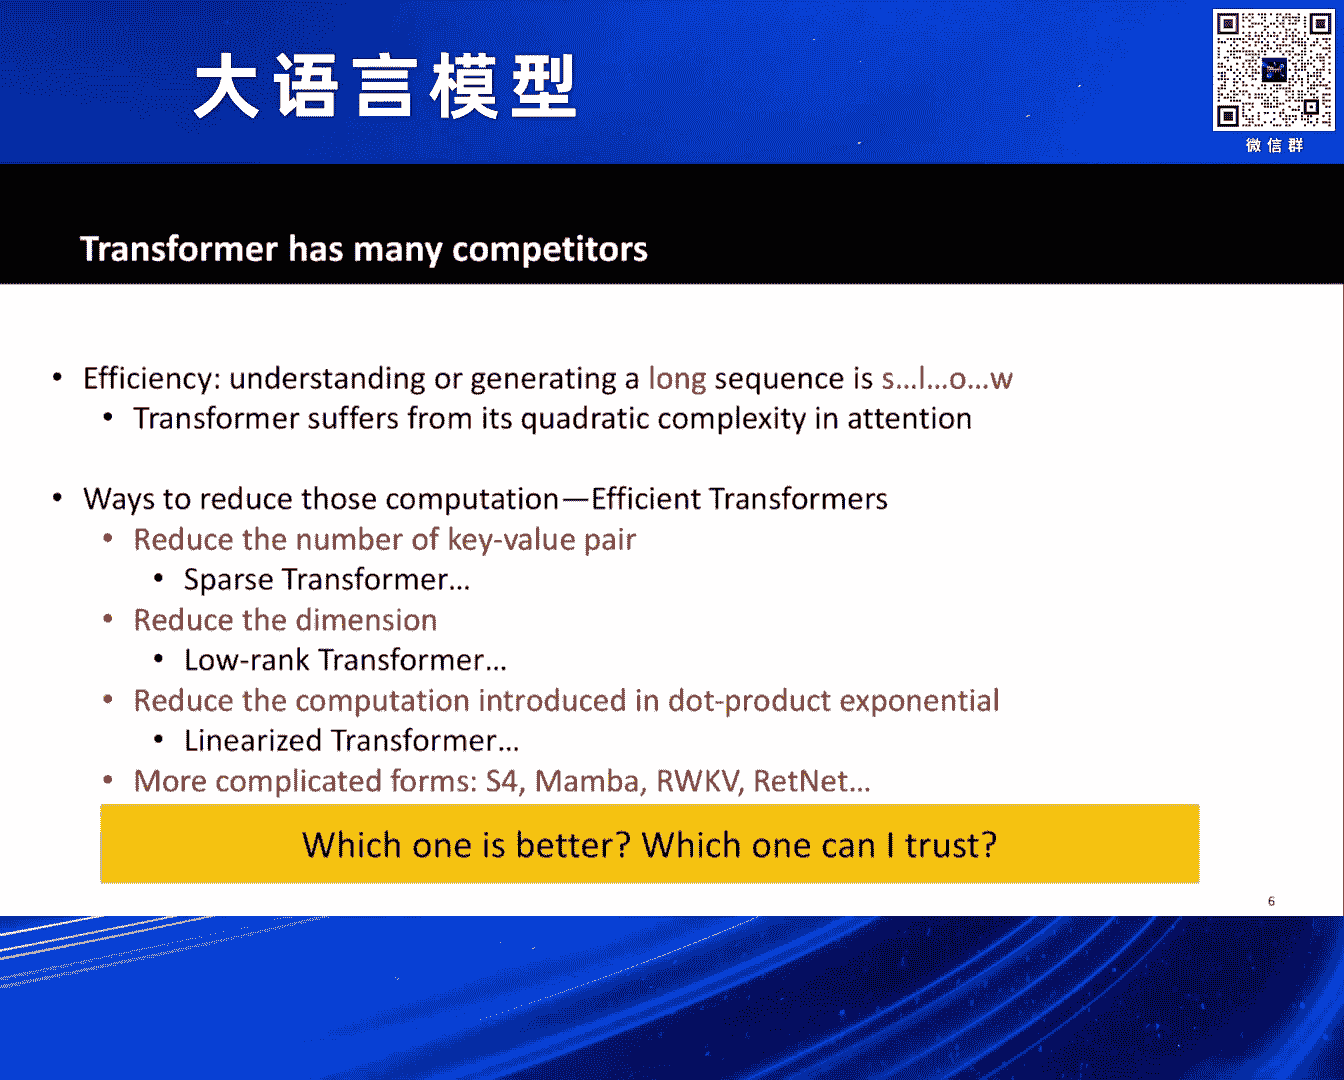 大语言模型
微信群
Transformer has many competitors
• Efficiency: understanding or generating a long sequence is s...l...o...w
• Transformer suffers from its quadratic complexity in attention
• Ways to reduce those computation—Efficient Transformers
• Reduce the number of key-value pair
• Sparse Transformer...
• Reduce the dimension
• Low-rank Transformer...
• Reduce the computation introduced in dot-product exponential
• Linearized Transformer...
• More complicated forms: S4, Mamba, RWKV, RetNet...
Which one is better? Which one can I trust?
6